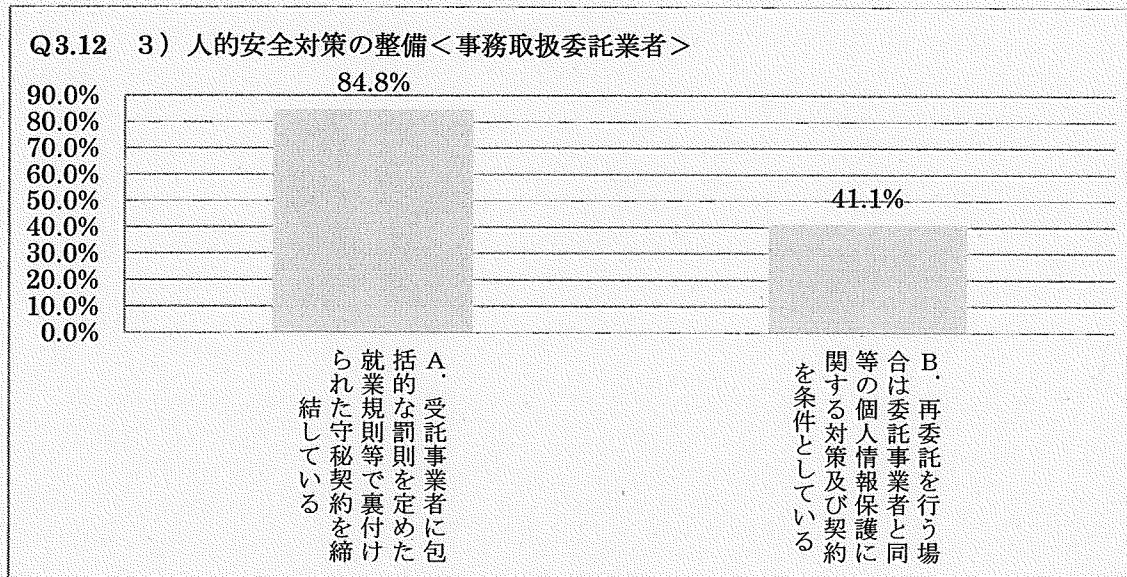 Q3.12　3）人的安全対策の整備＜事務取扱委託業者＞
84.8%
90.0%
80.0%
70.0%
60.0%
50.0%
41.1%
40.0%
30.0%
20.0%
10.0%
0.0%
A．受託事業者に包
括的な罰則を定めた
就業規則等で裏付け
られた守秘契約を締
結している
B．再委託を行う場
合は委託事業者と同
等の個人情報保護に
関する対策及び契約
を条件としている